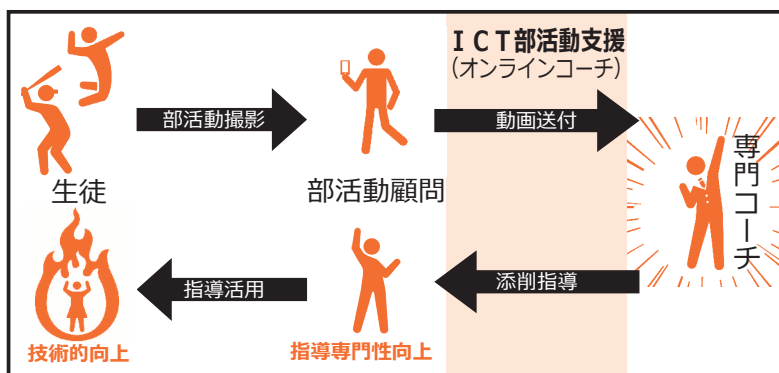 ＩＣＴ部活動支援
（オンラインコーチ）
部活動撮影
動画送付
生徒
部活動顧問
専門コーチ
指導活用
添削指導
技術的向上
指導専門性向上